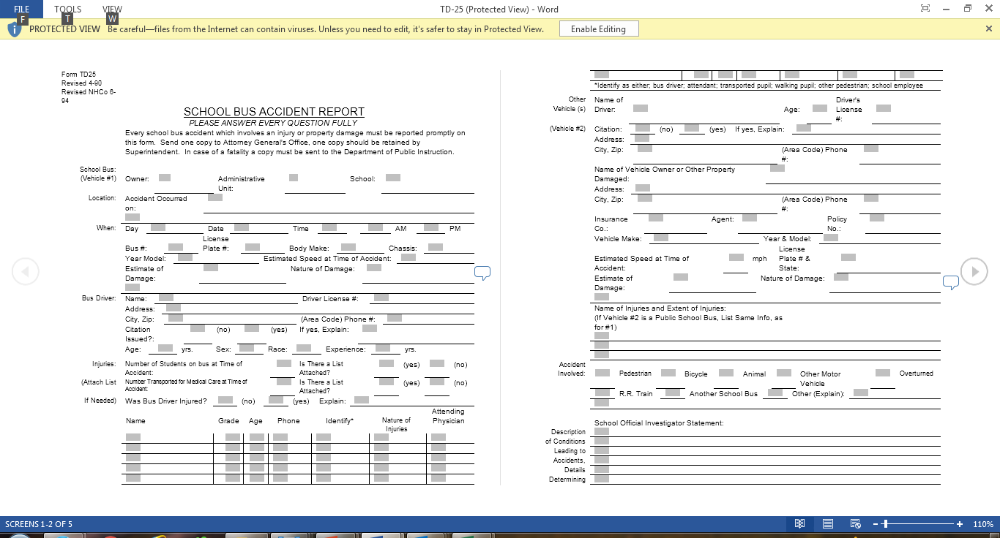 FILE TOOLS VIEW
F T W
TD-25 (Protected View) - Word
PROTECTED VIEW Be careful—files from the Internet can contain viruses. Unless you need to edit, it's safer to stay in Protected View. Enable Editing
Form TD25
Revised 4-90
Revised NHCo 6-
94
SCHOOL BUS ACCIDENT REPORT
PLEASE ANSWER EVERY QUESTION FULLY
Every school bus accident which involves an injury or property damage must be reported promptly on
this form. Send one copy to Attorney General's Office, one copy should be retained by
Superintendent. In case of a fatality a copy must be sent to the Department of Public Instruction.
School Bus:
(Vehicle #1) Owner: Administrative School:
Unit:
Location: Accident Occurred
on:
When: Day Date Time AM PM
License
Bus #: Plate #: Body Make: Chassis:
Year Model: Estimated Speed at Time of Accident:
Estimate of Nature of Damage:
Damage:
Bus Driver: Name: Driver License #:
Address:
City, Zip: (Area Code) Phone #:
Citation (no) (yes) If yes, Explain:
Issued?:
Age: yrs. Sex: Race: Experience: yrs.
Injuries: Number of Students on bus at Time of Is There a List (yes) (no)
Accident: Attached?
(Attach List Number Transported for Medical Care at Time of Is There a List (yes) (no)
Accident: Attached?
If Needed) Was Bus Driver Injured? (no) (yes) Explain:
Attending
Name Grade Age Phone Identify* Nature of Physician
Injuries
*Identify as either; bus driver; attendant; transported pupil; walking pupil; other pedestrian; school employee
Other Name of Driver's
Vehicle (s) Driver: Age: License
#:
(Vehicle #2) Citation: (no) (yes) If yes, Explain:
Address:
City, Zip: (Area Code) Phone
#:
Name of Vehicle Owner or Other Property
Damaged:
Address:
City, Zip: (Area Code) Phone
#:
Insurance Agent: Policy
Co.: No.:
Vehicle Make: Year & Model:
License
Estimated Speed at Time of mph Plate # &
Accident: State:
Estimate of Nature of Damage:
Damage:
Name of Injuries and Extent of Injuries:
(If Vehicle #2 is a Public School Bus, List Same Info, as
for #1)
Accident
Involved: Pedestrian Bicycle Animal Other Motor Overturned
Vehicle
R.R. Train Another School Bus Other (Explain):
School Official Investigator Statement:
Description
of Conditions
Leading to
Accidents,
Details
Determining
SCREENS 1-2 OF 5
110%